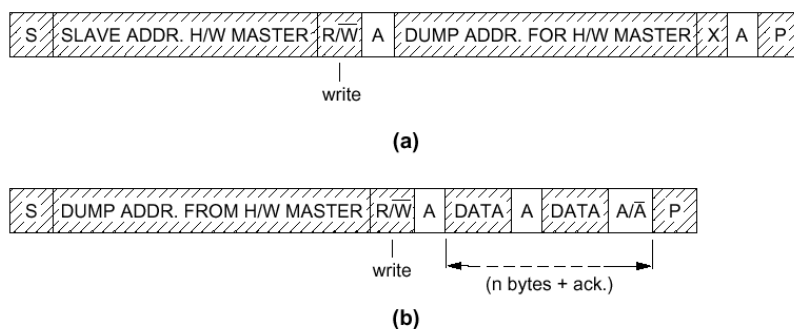 S SLAVE ADDR. H/W MASTER R/W̅ A DUMP ADDR. FOR H/W MASTER X A P
write
(a)
S DUMP ADDR. FROM H/W MASTER R/W̅ A DATA A DATA A/A̅ P
write
(n bytes + ack.)
(b)